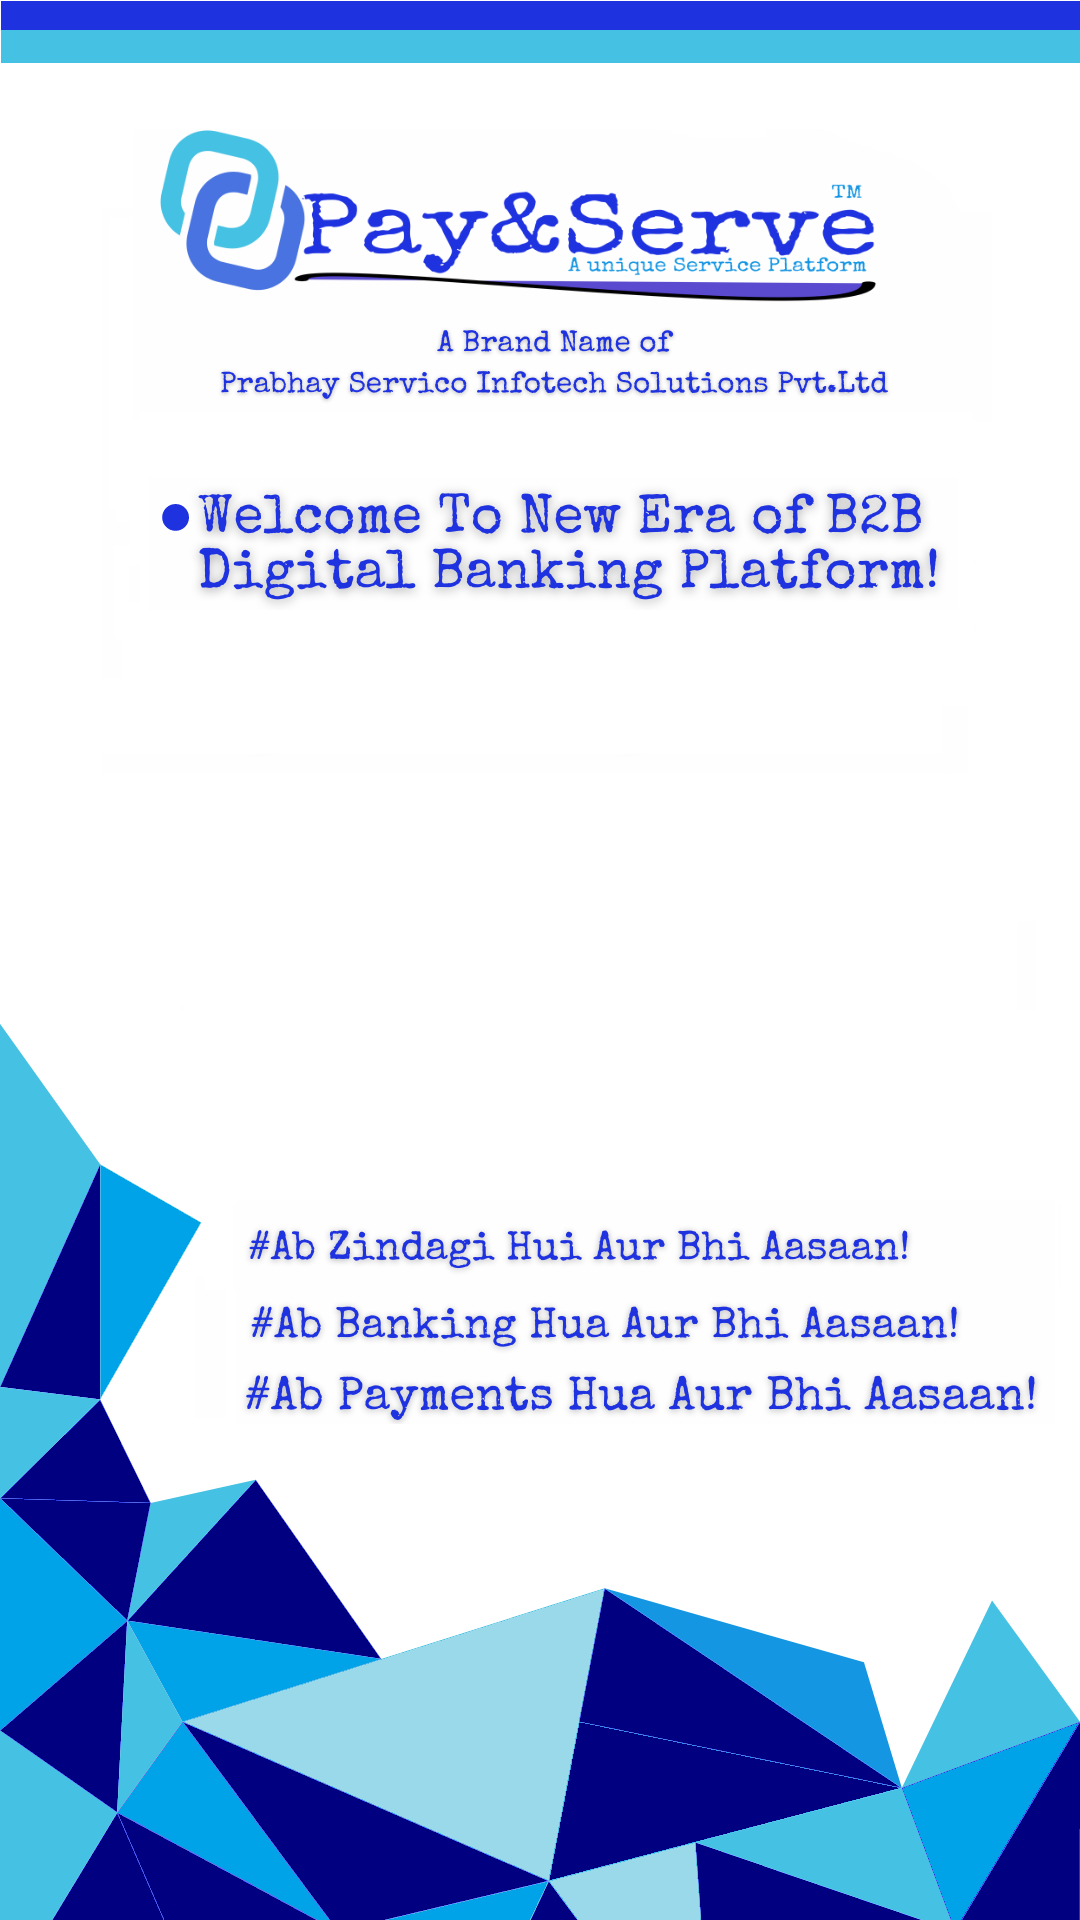 Pay&Serve™
A unique Service Platform
A Brand Name of
Prabhay Servico Infotech Solutions Pvt.Ltd
•Welcome To New Era of B2B
Digital Banking Platform!
#Ab Zindagi Hui Aur Bhi Aasaan!
#Ab Banking Hua Aur Bhi Aasaan!
#Ab Payments Hua Aur Bhi Aasaan!